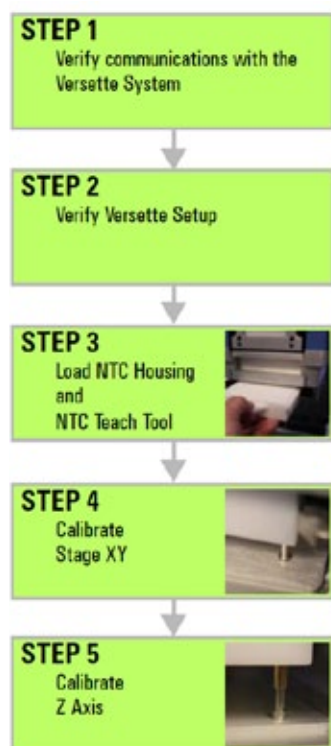 STEP 1
Verify communications with the
Versette System
STEP 2
Verify Versette Setup
STEP 3
Load NTC Housing
and
NTC Teach Tool
STEP 4
Calibrate
Stage XY
STEP 5
Calibrate
Z Axis